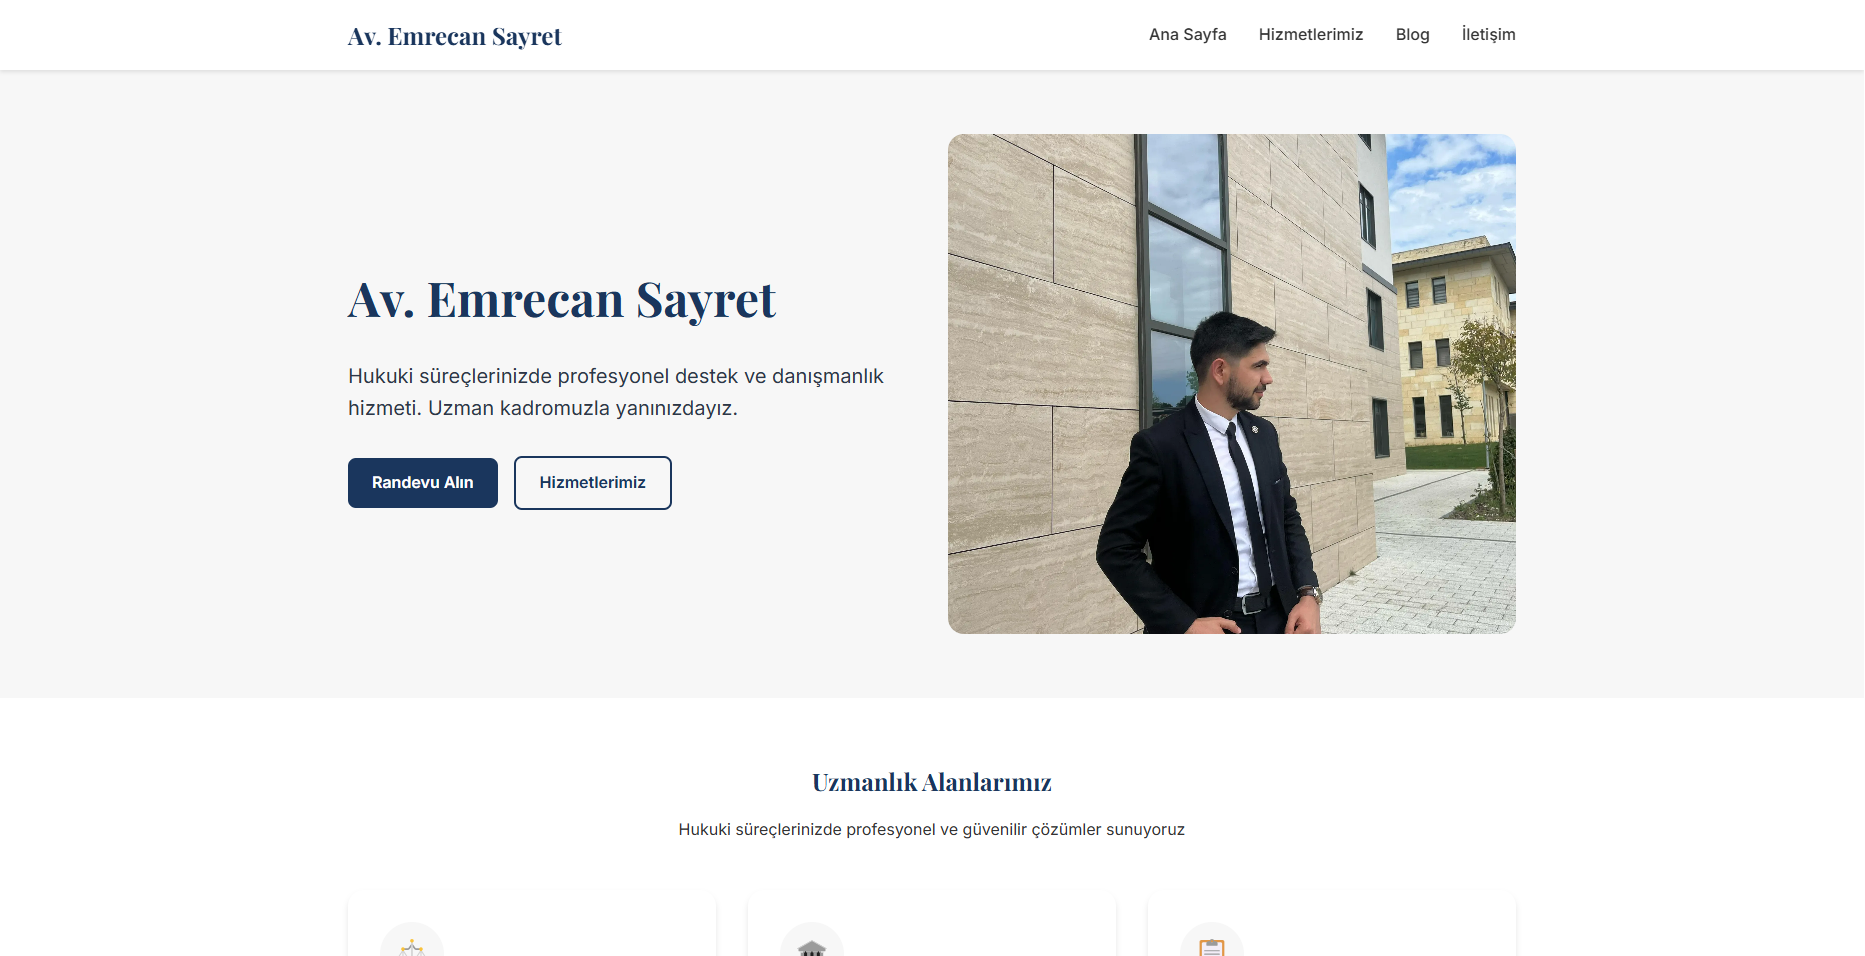 Av. Emrecan Sayret
Ana Sayfa
Hizmetlerimiz
Blog
İletişim
Av. Emrecan Sayret
Hukuki süreçlerinizde profesyonel destek ve danışmanlık
hizmeti. Uzman kadromuzla yanınızdayız.
Randevu Alın
Hizmetlerimiz
Uzmanlık Alanlarımız
Hukuki süreçlerinizde profesyonel ve güvenilir çözümler sunuyoruz